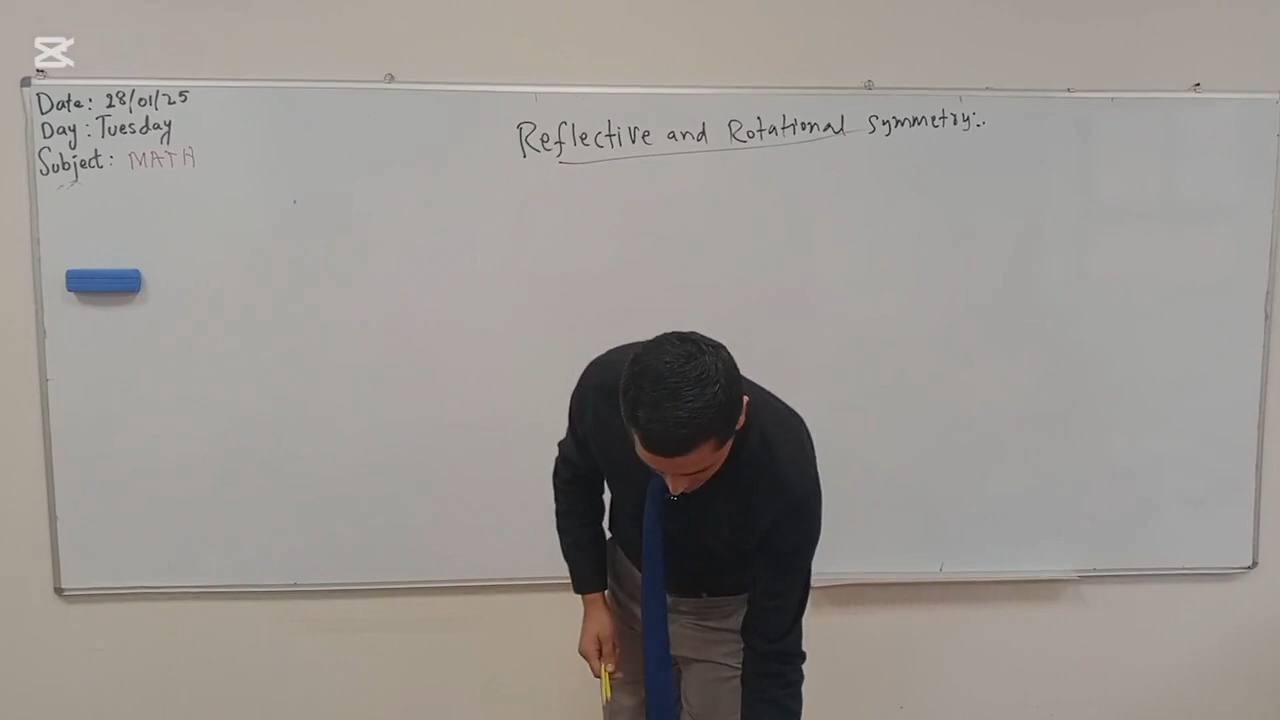 Date: 28/01/25
Day: Tuesday
Subject: MATH
Reflective and Rotational Symmetry:.